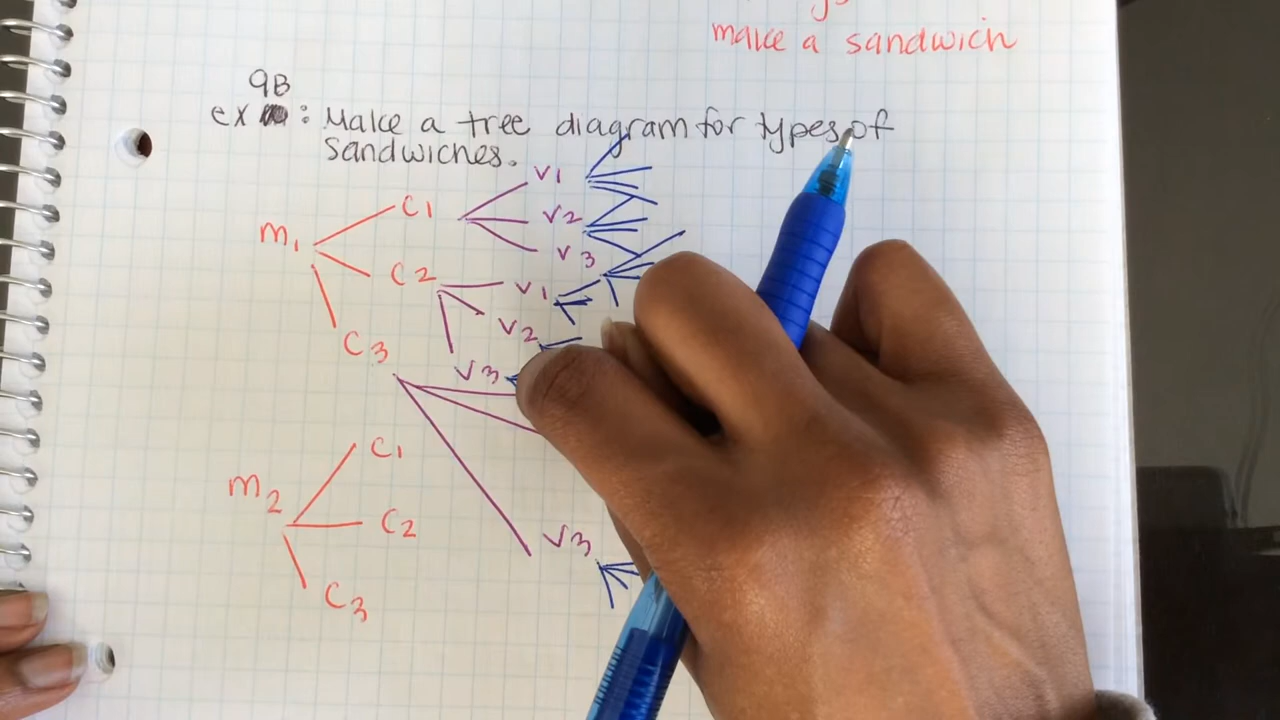 make a sandwich
9B
ex : Make a tree diagram for types of
sandwiches.
m1 C1 V1
V2
V3
C2 V1
V2
V3
C3
V3
m2 C1
C2
C3